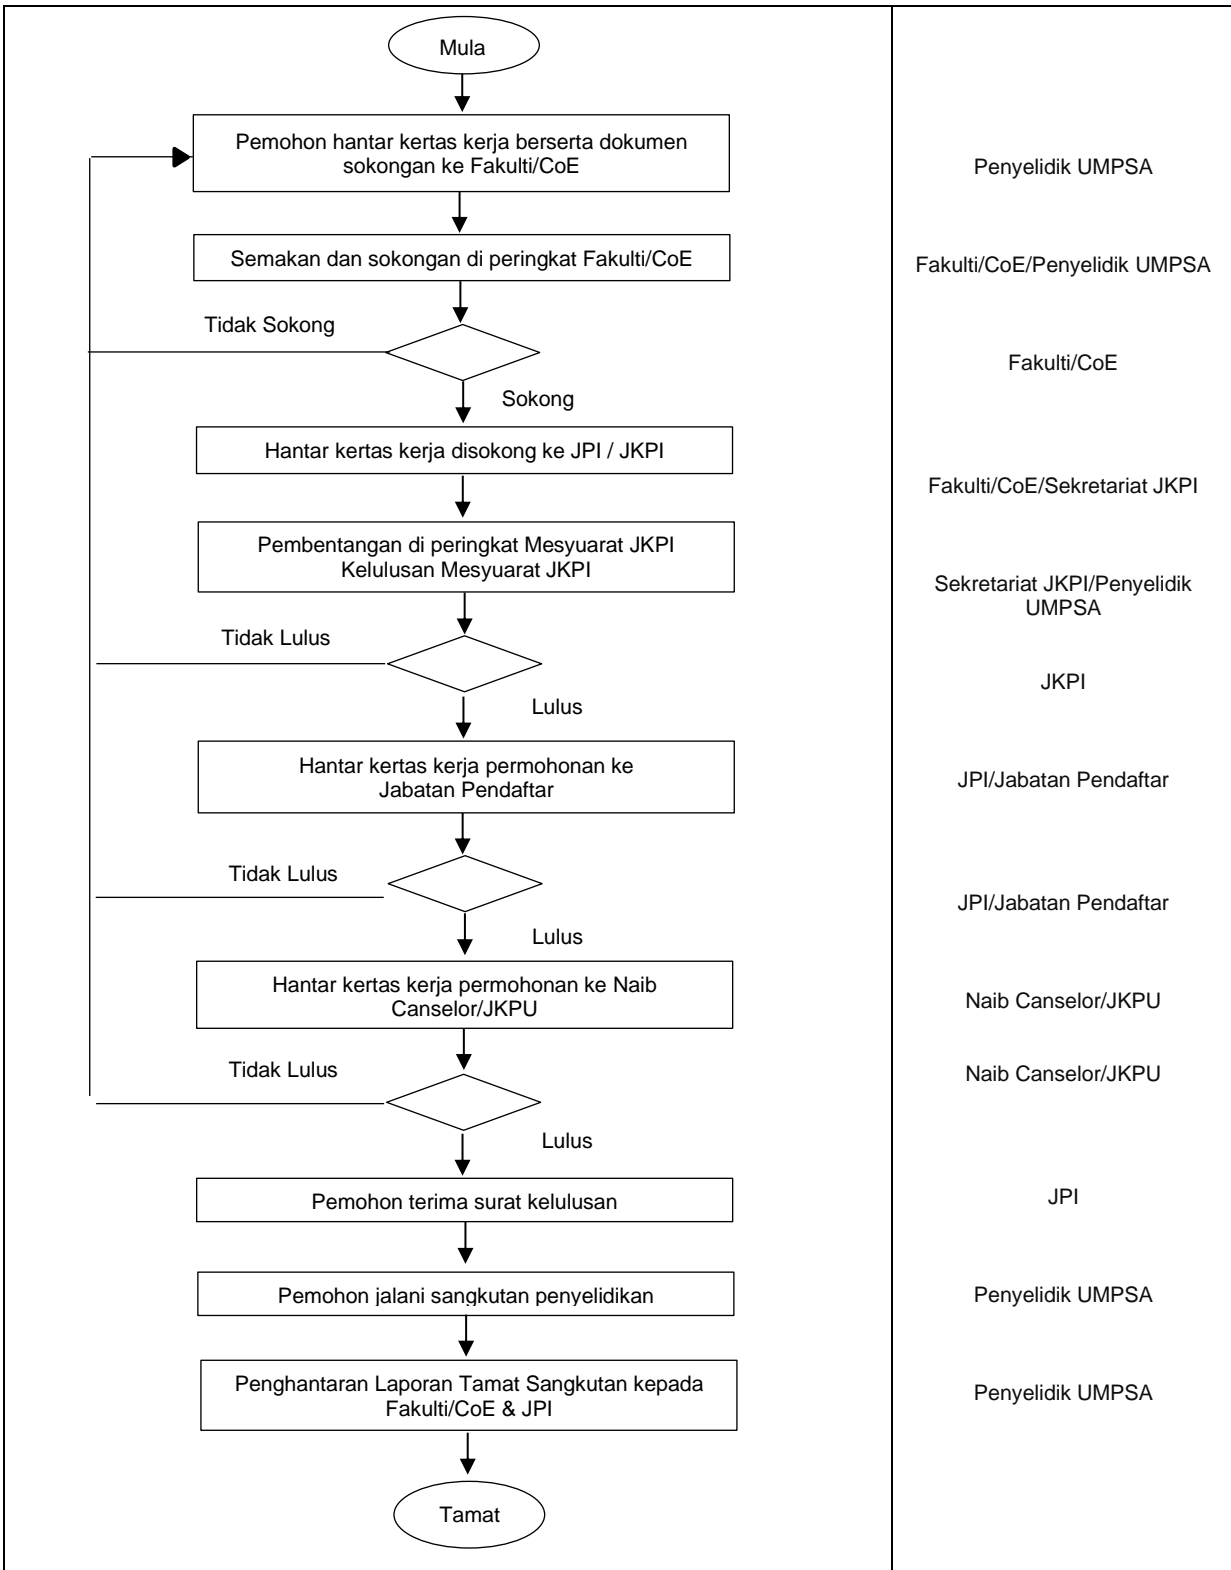 Mula
Pemohon hantar kertas kerja berserta dokumen
sokongan ke Fakulti/CoE
Penyelidik UMPSA
Semakan dan sokongan di peringkat Fakulti/CoE
Fakulti/CoE/Penyelidik UMPSA
Tidak Sokong
Fakulti/CoE
Sokong
Hantar kertas kerja disokong ke JPI / JKPI
Fakulti/CoE/Sekretariat JKPI
Pembentangan di peringkat Mesyuarat JKPI
Kelulusan Mesyuarat JKPI
Sekretariat JKPI/Penyelidik
UMPSA
Tidak Lulus
JKPI
Lulus
Hantar kertas kerja permohonan ke
Jabatan Pendaftar
JPI/Jabatan Pendaftar
Tidak Lulus
JPI/Jabatan Pendaftar
Lulus
Hantar kertas kerja permohonan ke Naib
Canselor/JKPU
Naib Canselor/JKPU
Tidak Lulus
Naib Canselor/JKPU
Lulus
Pemohon terima surat kelulusan
JPI
Pemohon jalani sangkutan penyelidikan
Penyelidik UMPSA
Penghantaran Laporan Tamat Sangkutan kepada
Fakulti/CoE & JPI
Penyelidik UMPSA
Tamat